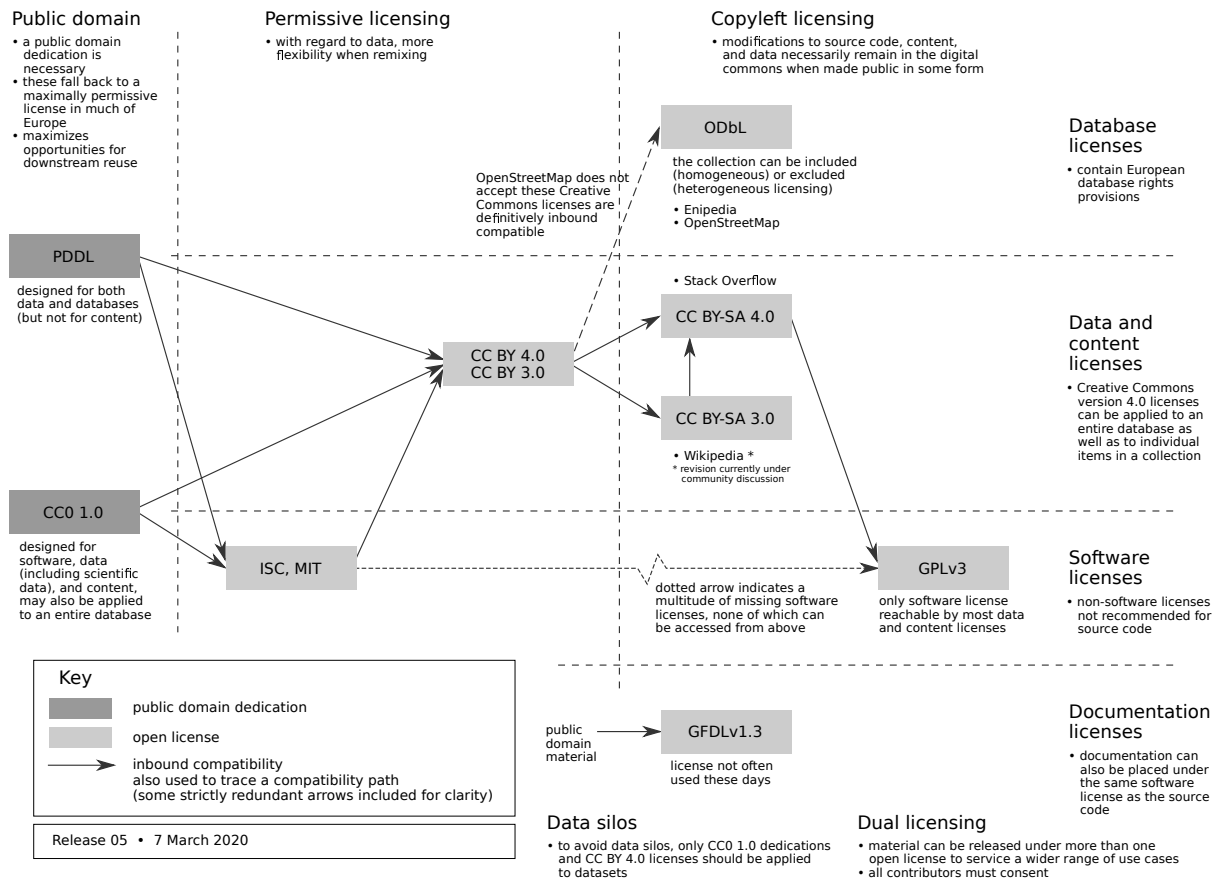 Public domain
• a public domain
dedication is
necessary
• these fall back to a
maximally permissive
license in much of
Europe
• maximizes
opportunities for
downstream reuse
Permissive licensing
• with regard to data, more
flexibility when remixing
Copyleft licensing
• modifications to source code, content,
and data necessarily remain in the digital
commons when made public in some form
ODbL
the collection can be included
(homogeneous) or excluded
(heterogeneous licensing)
• Enipedia
• OpenStreetMap
OpenStreetMap does not
accept these Creative
Commons licenses are
definitively inbound
compatible
Database
licenses
• contain European
database rights
provisions
PDDL
designed for both
data and databases
(but not for content)
CC BY 4.0
CC BY 3.0
• Stack Overflow
CC BY-SA 4.0
CC BY-SA 3.0
• Wikipedia *
* revision currently under
community discussion
Data and
content
licenses
• Creative Commons
version 4.0 licenses
can be applied to an
entire database as
well as to individual
items in a collection
CC0 1.0
designed for
software, data
(including scientific
data), and content,
may also be applied
to an entire database
ISC, MIT
dotted arrow indicates a
multitude of missing software
licenses, none of which can
be accessed from above
GPLv3
only software license
reachable by most data
and content licenses
Software
licenses
• non-software licenses
not recommended for
source code
Key
public domain dedication
open license
inbound compatibility
also used to trace a compatibility path
(some strictly redundant arrows included for clarity)
Release 05 • 7 March 2020
public
domain
material
GFDLv1.3
license not often
used these days
Documentation
licenses
• documentation can
also be placed under
the same software
license as the source
code
Data silos
• to avoid data silos, only CC0 1.0 dedications
and CC BY 4.0 licenses should be applied
to datasets
Dual licensing
• material can be released under more than one
open license to service a wider range of use cases
• all contributors must consent